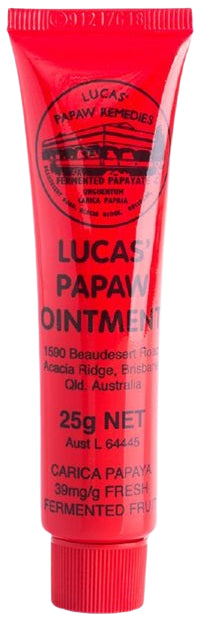 LUCAS'
PAPAW REMEDIES
FERMENTED PAPAYA
UNGUENTUM
CARICA PAPAYA
LUCAS'
PAPAW
OINTMENT
1590 Beaudesert Road
Acacia Ridge, Brisbane
Qld. Australia
25g NET
Aust L 64445
CARICA PAPAYA
39mg/g FRESH
FERMENTED FRUIT